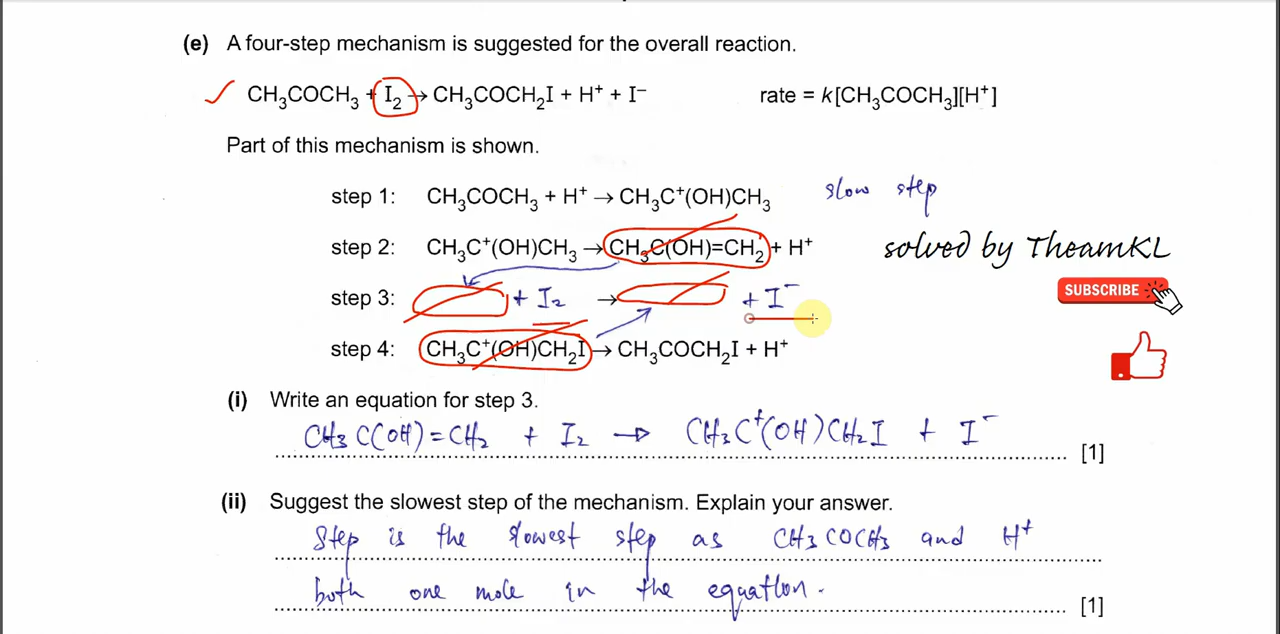 (e) A four-step mechanism is suggested for the overall reaction.
CH₃COCH₃ + I₂ → CH₃COCH₂I + H⁺ + I⁻ rate = k[CH₃COCH₃][H⁺]
Part of this mechanism is shown.
step 1: CH₃COCH₃ + H⁺ → CH₃C⁺(OH)CH₃ slow step
step 2: CH₃C⁺(OH)CH₃ → CH₃C(OH)=CH₂ + H⁺ solved by TheamKL
step 3: + I₂ → + I⁻ SUBSCRIBE
step 4: CH₃C⁺(OH)CH₂I → CH₃COCH₂I + H⁺
(i) Write an equation for step 3.
CH₃C(OH)=CH₂ + I₂ → CH₃C⁺(OH)CH₂I + I⁻ [1]
(ii) Suggest the slowest step of the mechanism. Explain your answer.
Step is the slowest step as CH₃COCH₃ and H⁺
both one mole in the equation. [1]